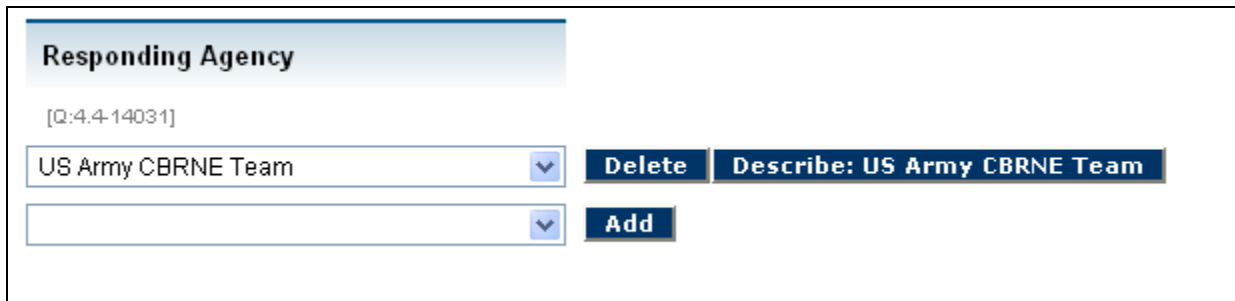 Responding Agency
[Q:4.4-14031]
US Army CBRNE Team Delete Describe: US Army CBRNE Team
Add